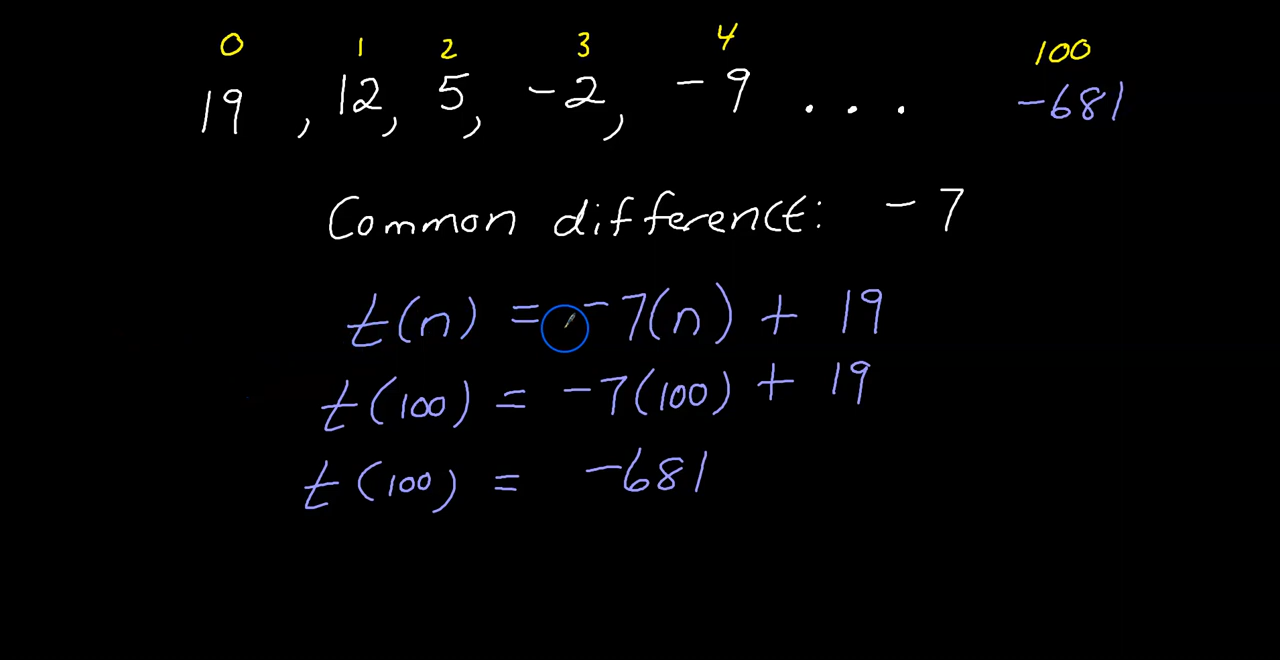 0 1 2 3 4 100
19, 12, 5, -2, -9 . . . -681
Common difference: -7
t(n) = -7(n) + 19
t(100) = -7(100) + 19
t(100) = -681